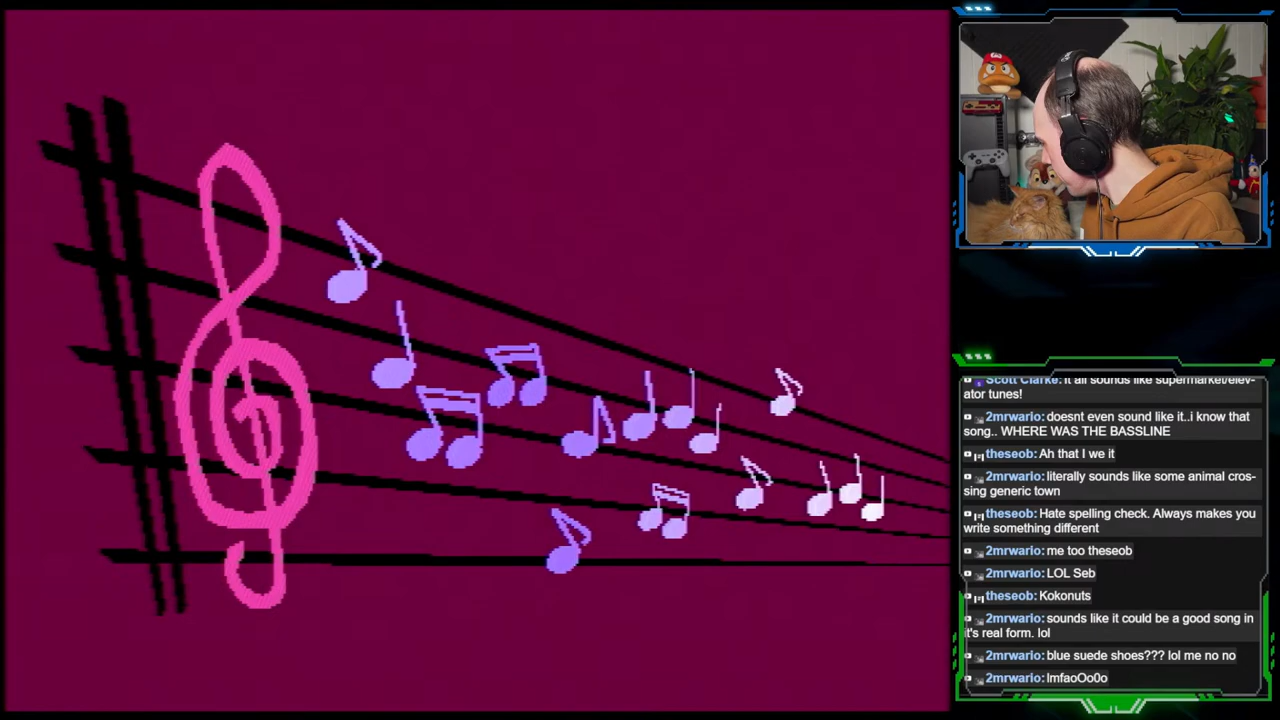 Scott Clarke: It all sounds like supermarket/elev-
ator tunes!
2mrwario: doesnt even sound like it..i know that
song.. WHERE WAS THE BASSLINE
theseob: Ah that I we it
2mrwario: literally sounds like some animal cros-
sing generic town
theseob: Hate spelling check. Always makes you
write something different
2mrwario: me too theseob
2mrwario: LOL Seb
theseob: Kokonuts
2mrwario: sounds like it could be a good song in
it's real form. lol
2mrwario: blue suede shoes??? lol me no no
2mrwario: lmfaoOo0o